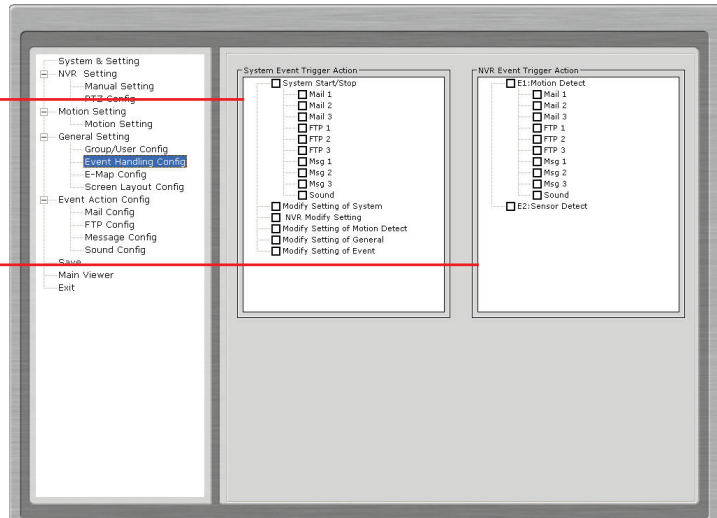 System & Setting
NVR Setting
Manual Setting
PTZ Config
Motion Setting
Motion Setting
General Setting
Group/User Config
Event Handling Config
E-Map Config
Screen Layout Config
Event Action Config
Mail Config
FTP Config
Message Config
Sound Config
Save
Main Viewer
Exit
System Event Trigger Action
System Start/Stop
Mail 1
Mail 2
Mail 3
FTP 1
FTP 2
FTP 3
Msg 1
Msg 2
Msg 3
Sound
Modify Setting of System
NVR Modify Setting
Modify Setting of Motion Detect
Modify Setting of General
Modify Setting of Event
NVR Event Trigger Action
E1:Motion Detect
Mail 1
Mail 2
Mail 3
FTP 1
FTP 2
FTP 3
Msg 1
Msg 2
Msg 3
Sound
E2:Sensor Detect